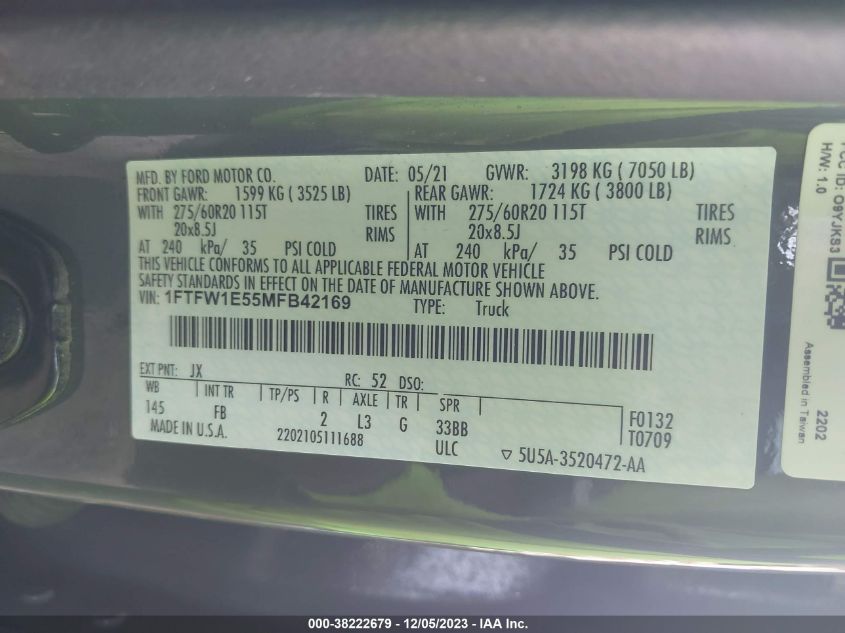 MFD. BY FORD MOTOR CO. DATE: 05/21 GVWR: 3198 KG ( 7050 LB)
FRONT GAWR: 1599 KG ( 3525 LB) REAR GAWR: 1724 KG ( 3800 LB)
WITH 275/60R20 115T TIRES WITH 275/60R20 115T TIRES
20x8.5J RIMS 20x8.5J RIMS
AT 240 kPa/ 35 PSI COLD AT 240 kPa/ 35 PSI COLD
THIS VEHICLE CONFORMS TO ALL APPLICABLE FEDERAL MOTOR VEHICLE
SAFETY STANDARDS IN EFFECT ON THE DATE OF MANUFACTURE SHOWN ABOVE.
VIN: 1FTFW1E55MFB42169 TYPE: Truck
EXT PNT: JX RC: 52 DSO:
WB INT TR TP/PS R AXLE TR SPR
145 FB 2 L3 G 33BB F0132
MADE IN U.S.A. 2202105111688 ULC T0709
▽ 5U5A-3520472-AA
FCC ID: O9YJKS3
H/W: 1.0
2202
Assembled in Taiwan
000-38222679 - 12/05/2023 - IAA Inc.